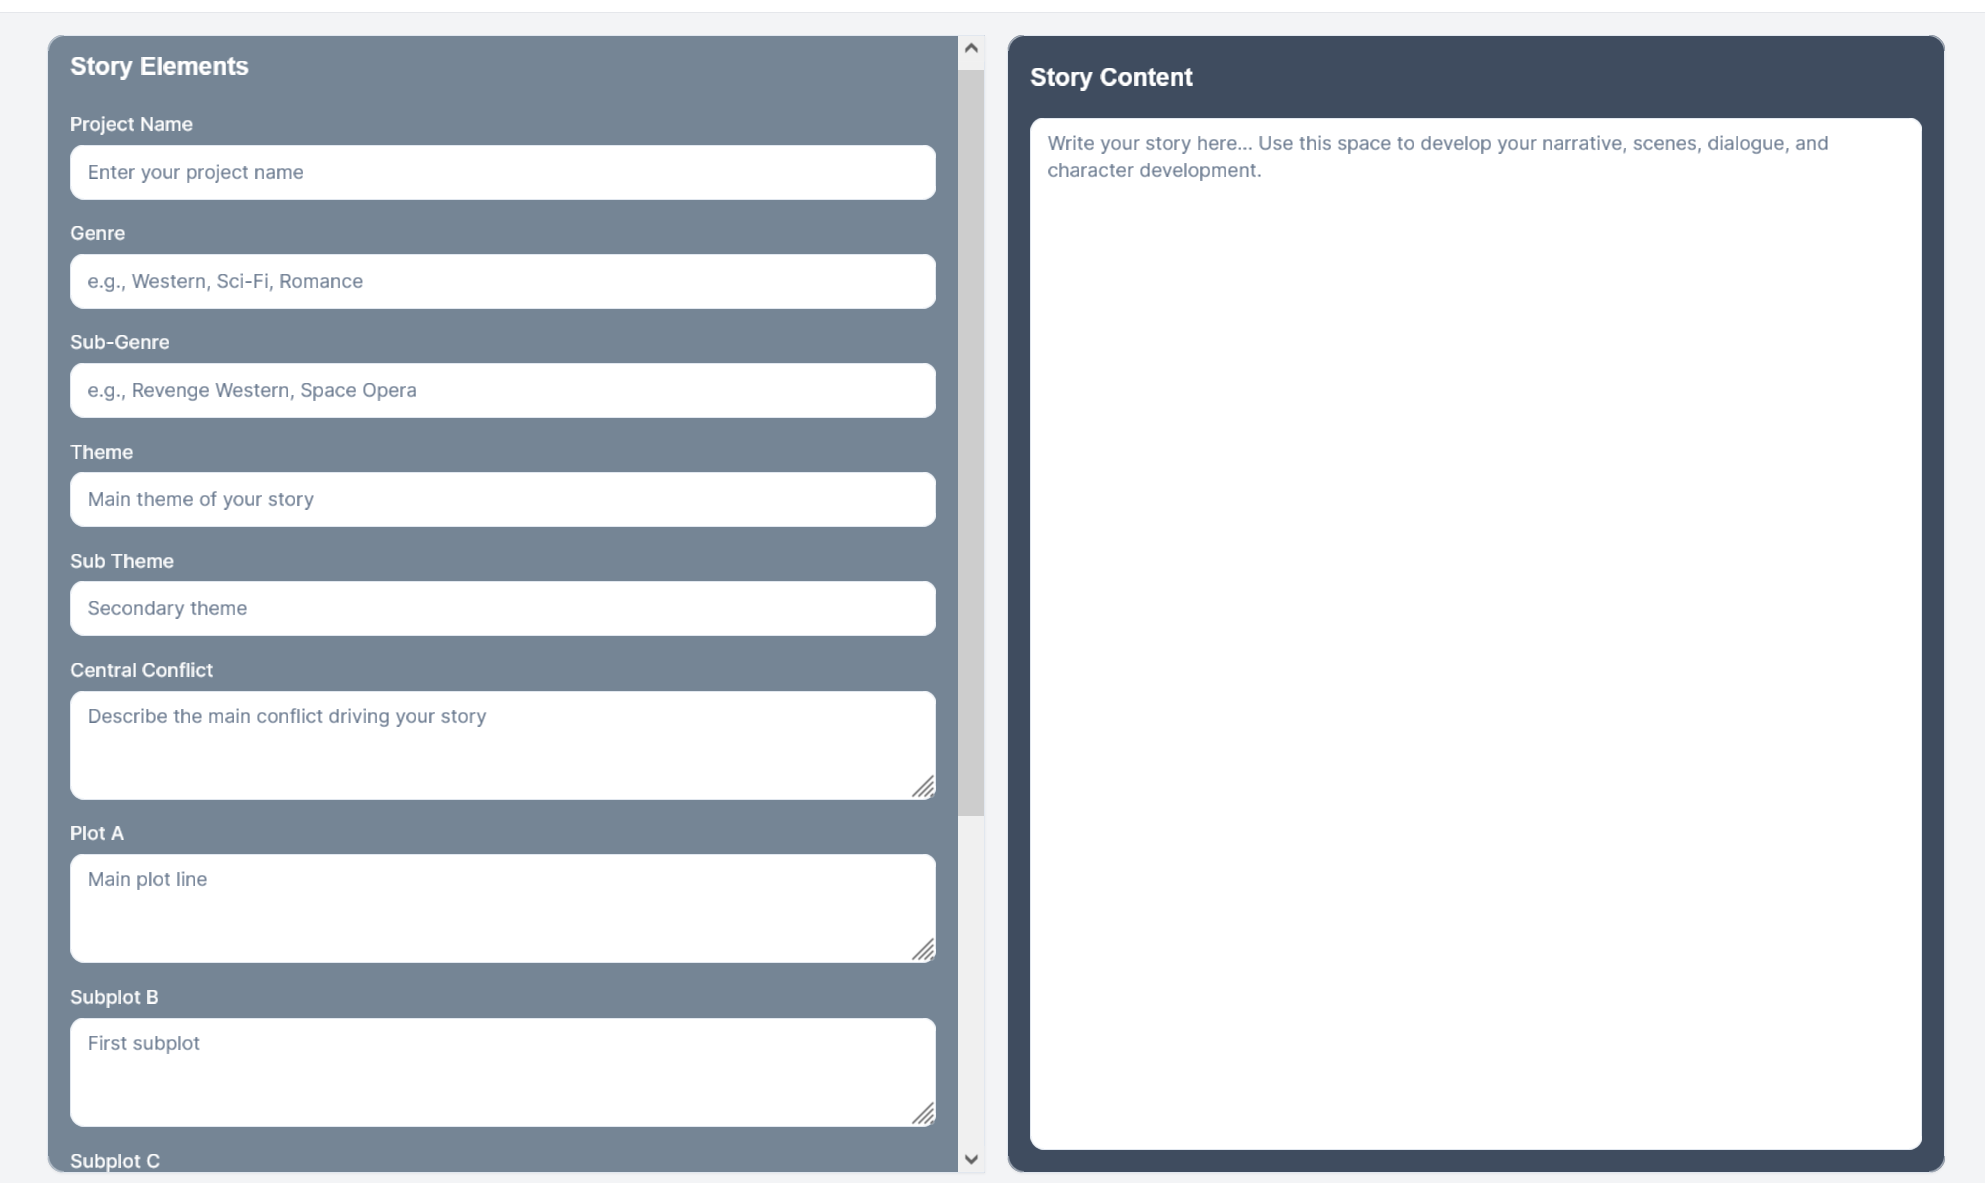 Story Elements
Project Name
Enter your project name
Genre
e.g., Western, Sci-Fi, Romance
Sub-Genre
e.g., Revenge Western, Space Opera
Theme
Main theme of your story
Sub Theme
Secondary theme
Central Conflict
Describe the main conflict driving your story
Plot A
Main plot line
Subplot B
First subplot
Subplot C
Story Content
Write your story here... Use this space to develop your narrative, scenes, dialogue, and
character development.